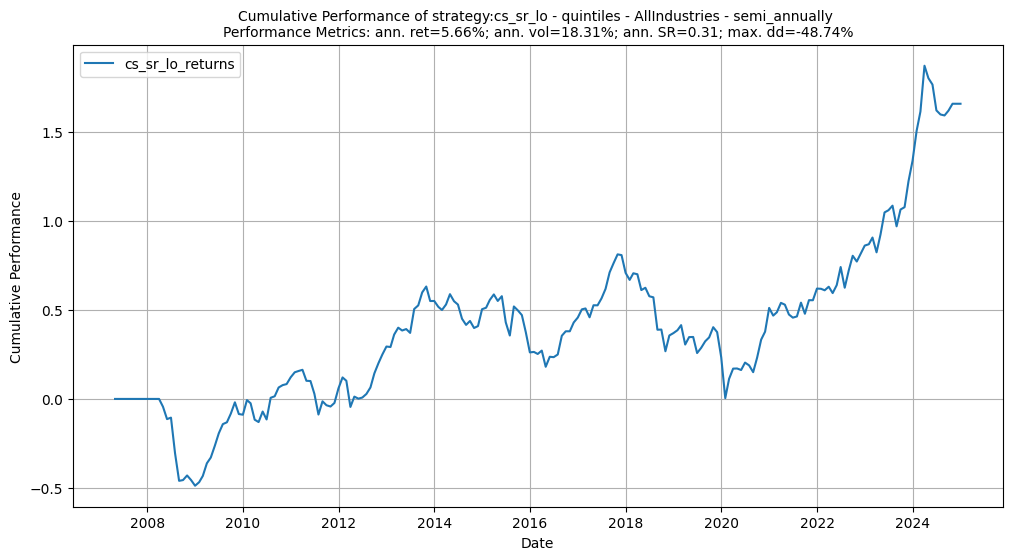 Cumulative Performance of strategy:cs_sr_lo - quintiles - AllIndustries - semi_annually
Performance Metrics: ann. ret=5.66%; ann. vol=18.31%; ann. SR=0.31; max. dd=-48.74%
cs_sr_lo_returns
Cumulative Performance
1.5
1.0
0.5
0.0
−0.5
2008 2010 2012 2014 2016 2018 2020 2022 2024
Date